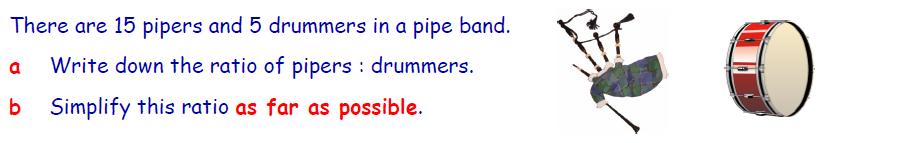 There are 15 pipers and 5 drummers in a pipe band.
a Write down the ratio of pipers : drummers.
b Simplify this ratio as far as possible.